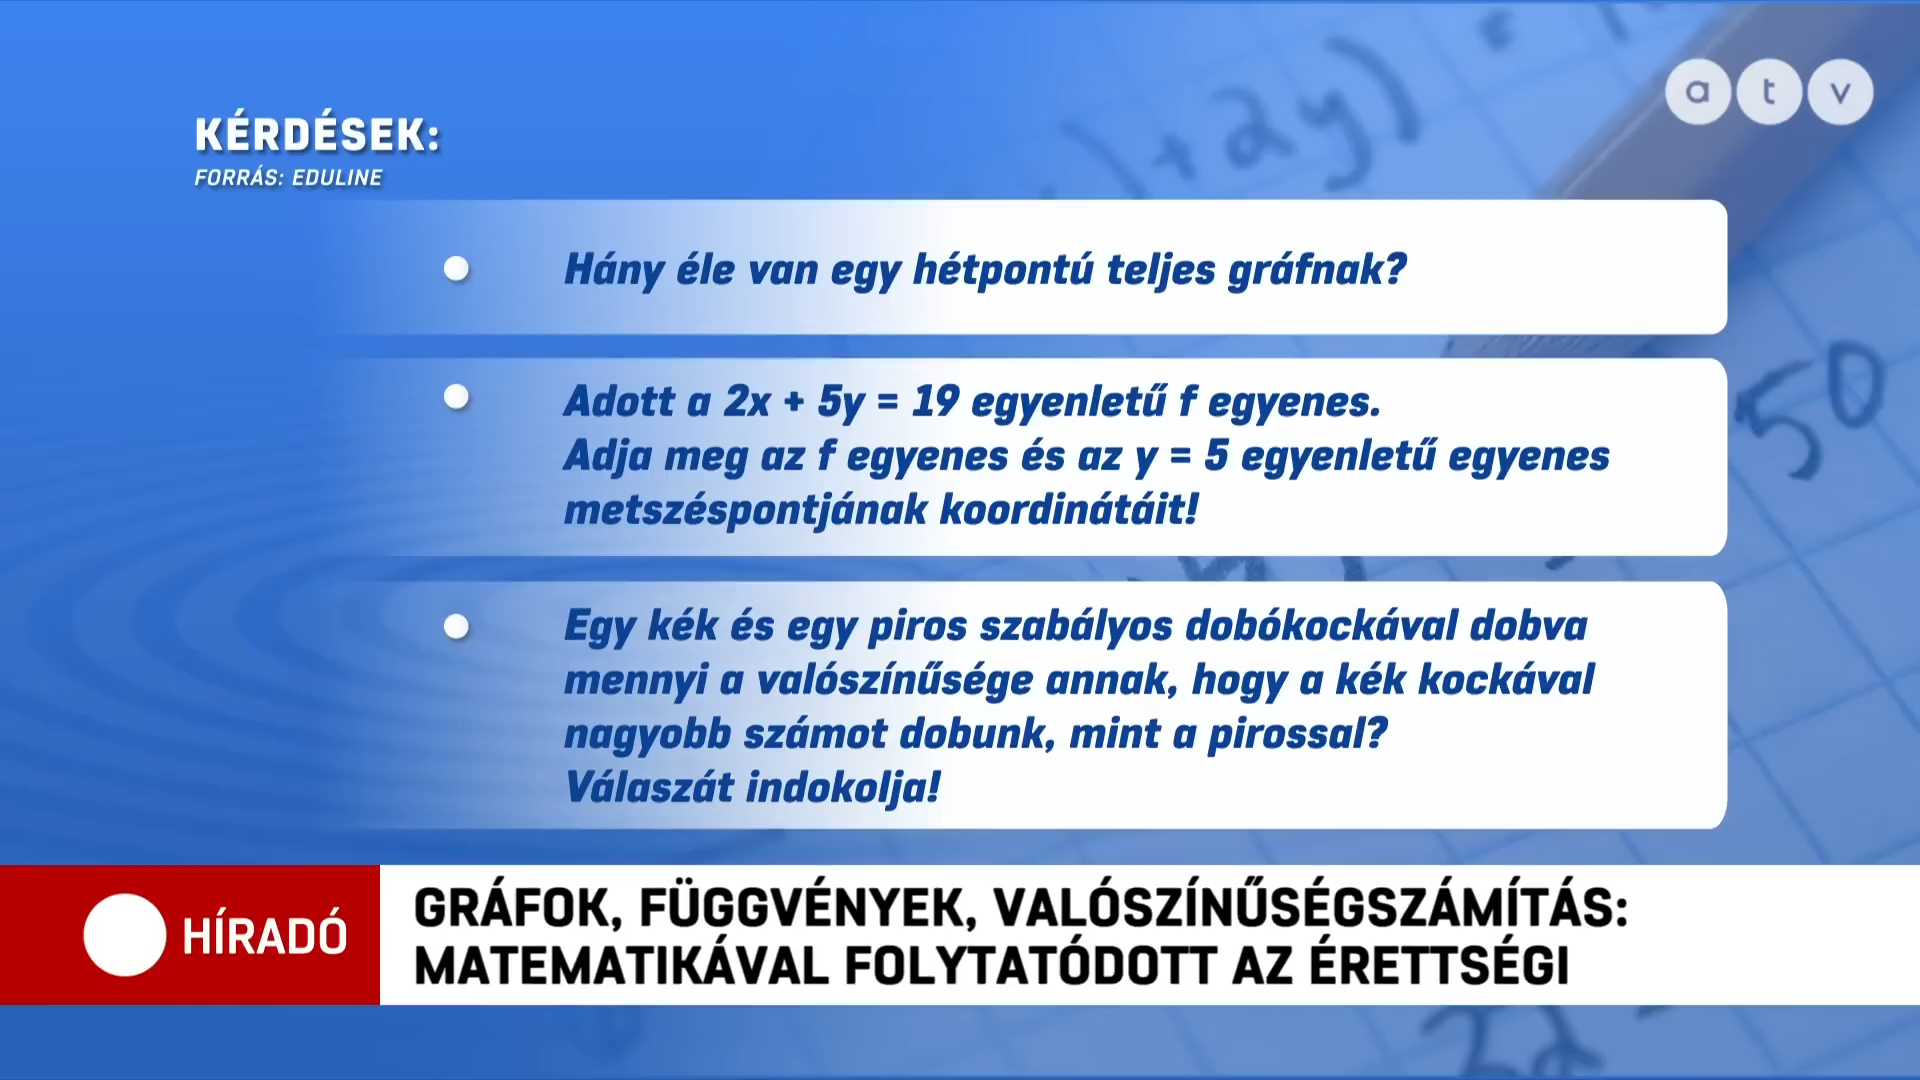 a t v
KÉRDÉSEK:
FORRÁS: EDULINE
Hány éle van egy hétpontú teljes gráfnak?
Adott a 2x + 5y = 19 egyenletű f egyenes.
Adja meg az f egyenes és az y = 5 egyenletű egyenes
metszéspontjának koordinátáit!
Egy kék és egy piros szabályos dobókockával dobva
mennyi a valószínűsége annak, hogy a kék kockával
nagyobb számot dobunk, mint a pirossal?
Válaszát indokolja!
HÍRADÓ
GRÁFOK, FÜGGVÉNYEK, VALÓSZÍNŰSÉGSZÁMÍTÁS:
MATEMATIKÁVAL FOLYTATÓDOTT AZ ÉRETTSÉGI
) + 2y) =
50